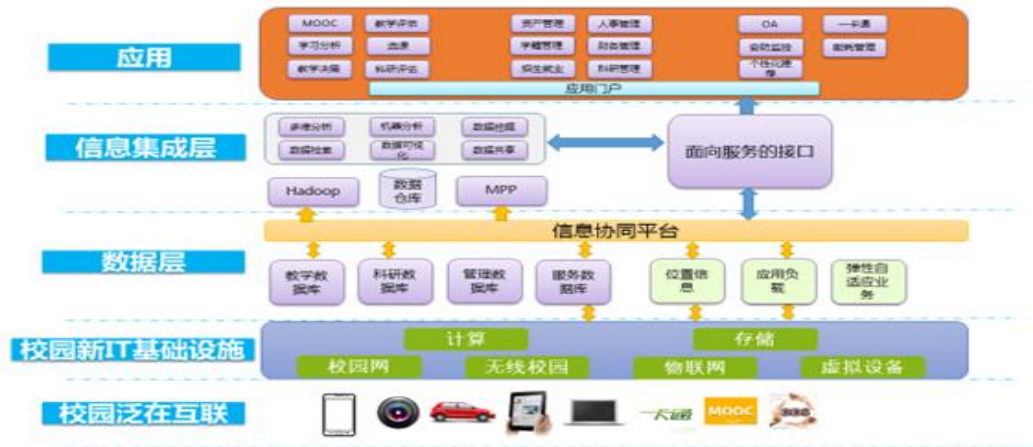 MOOC 教学评估 资产管理 人事管理 OA 一卡通
应用
学习分析 选课 学籍管理 财务管理 安防监控 能耗管理
教学决策 科研评估 招生就业 科研管理 个性化推荐
应用门户
信息集成层
多维分析 机器分析 数据挖掘
数据检索 数据可视化 数据共享
面向服务的接口
Hadoop 数据仓库 MPP
信息协同平台
数据层
教学数据库 科研数据库 管理数据库 服务数据库 位置信息 应用负载 弹性自适应业务
校园新IT基础设施
计算 存储
校园网 无线校园 物联网 虚拟设备
校园泛在互联
一卡通 MOOC